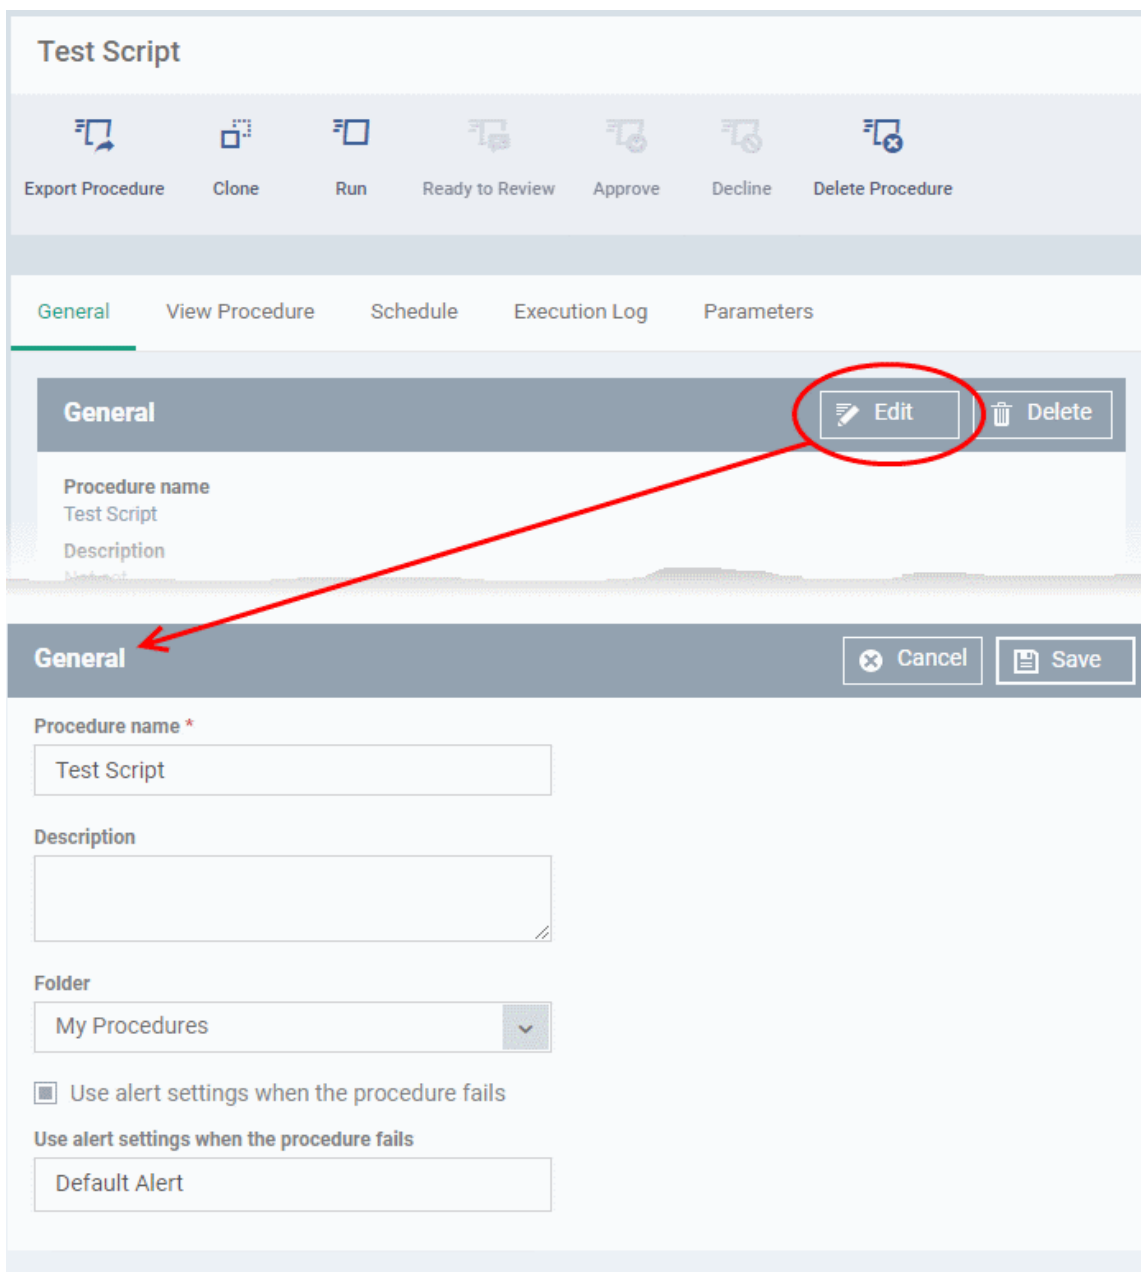 Test Script
Export Procedure Clone Run Ready to Review Approve Decline Delete Procedure
General View Procedure Schedule Execution Log Parameters
General Edit Delete
Procedure name
Test Script
Description
General Cancel Save
Procedure name *
Test Script
Description
Folder
My Procedures
Use alert settings when the procedure fails
Use alert settings when the procedure fails
Default Alert